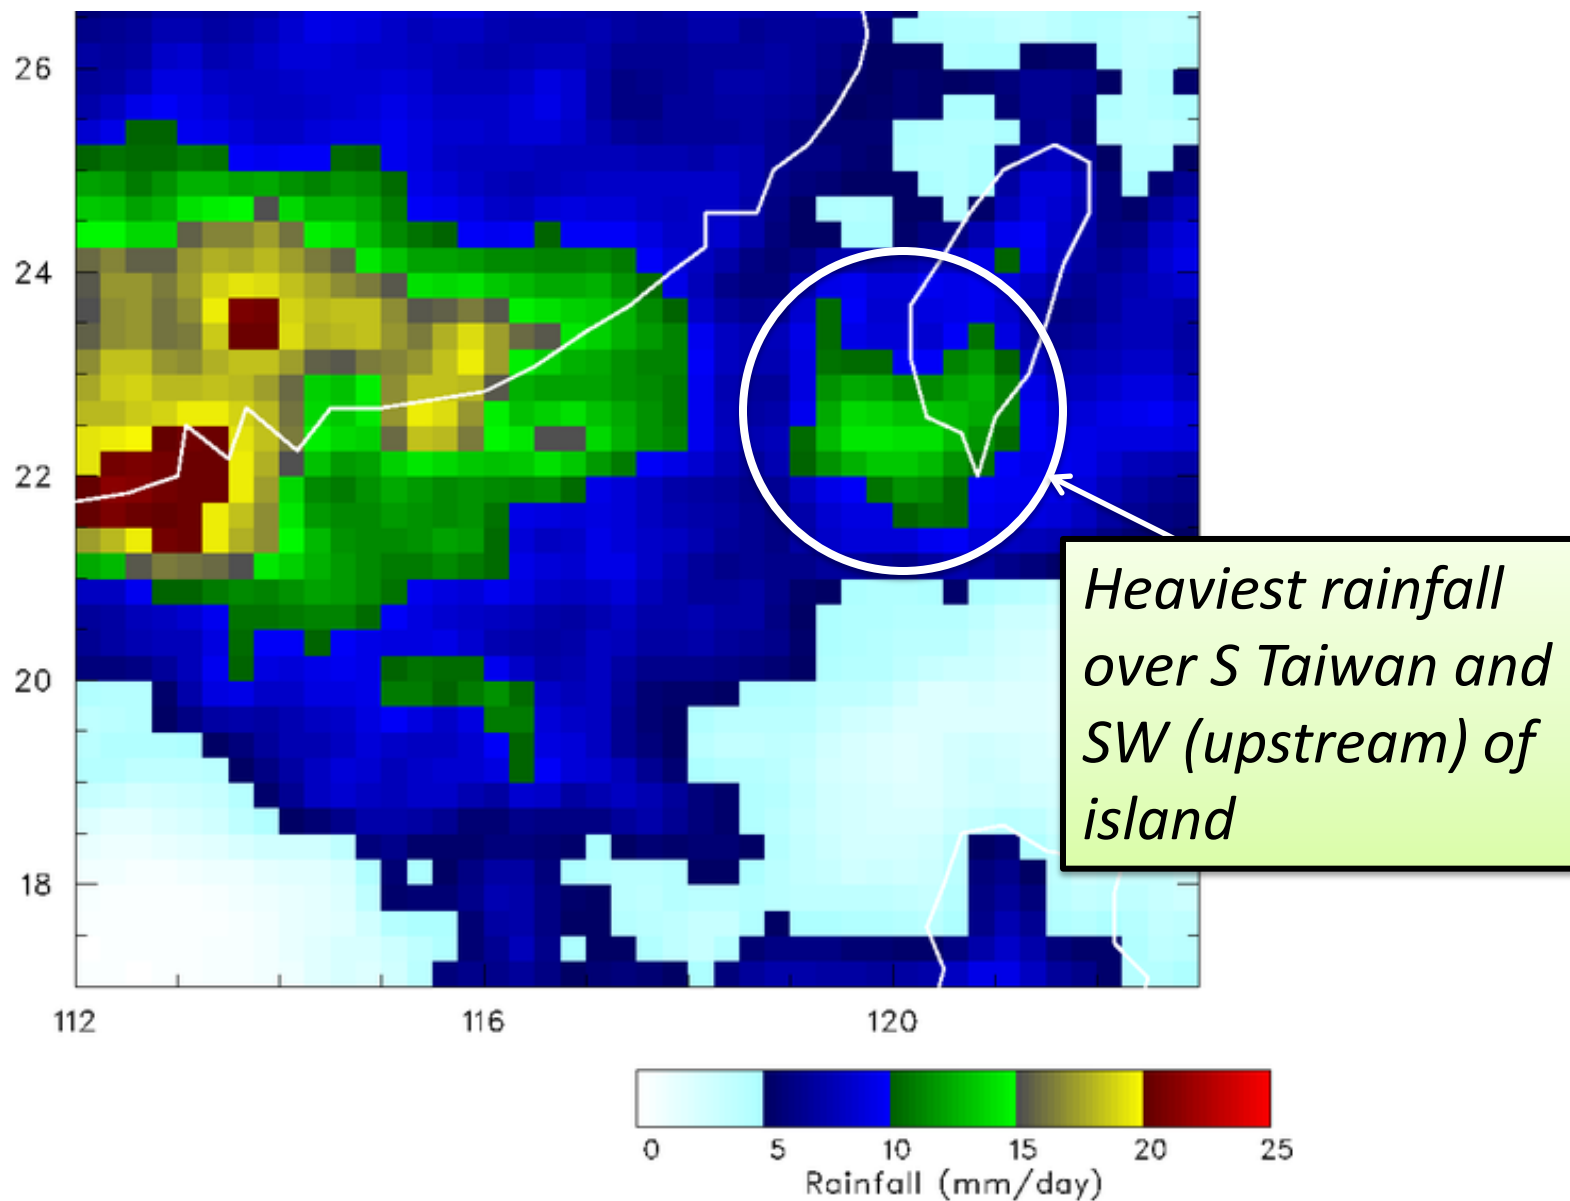 26
24
22
20
18
112 116 120
Heaviest rainfall
over S Taiwan and
SW (upstream) of
island
0 5 10 15 20 25
Rainfall (mm/day)